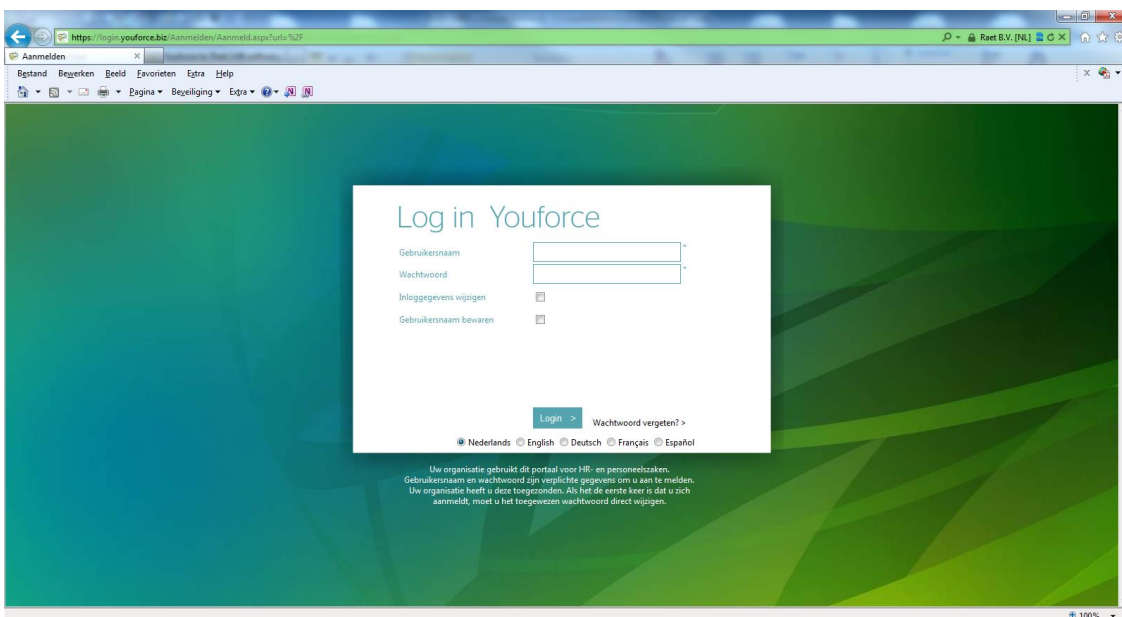 https://login.youforce.biz/Aanmelden/Aanmeld.aspx?url=%2F
Raet B.V. [NL]
Aanmelden
Bestand Bewerken Beeld Favorieten Extra Help
Pagina Beveiliging Extra
Log in Youforce
Gebruikersnaam *
Wachtwoord *
Inloggegevens wijzigen
Gebruikersnaam bewaren
Login > Wachtwoord vergeten? >
Nederlands English Deutsch Français Español
Uw organisatie gebruikt dit portaal voor HR- en personeelszaken.
Gebruikersnaam en wachtwoord zijn verplichte gegevens om u aan te melden.
Uw organisatie heeft u deze toegezonden. Als het de eerste keer is dat u zich
aanmeldt, moet u het toegewezen wachtwoord direct wijzigen.
100%